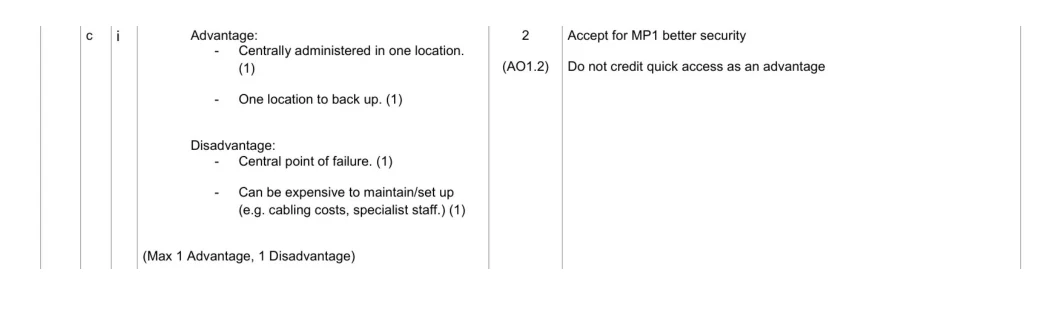 c i Advantage: 2 Accept for MP1 better security
- Centrally administered in one location.
(1) (AO1.2) Do not credit quick access as an advantage
- One location to back up. (1)
Disadvantage:
- Central point of failure. (1)
- Can be expensive to maintain/set up
(e.g. cabling costs, specialist staff.) (1)
(Max 1 Advantage, 1 Disadvantage)